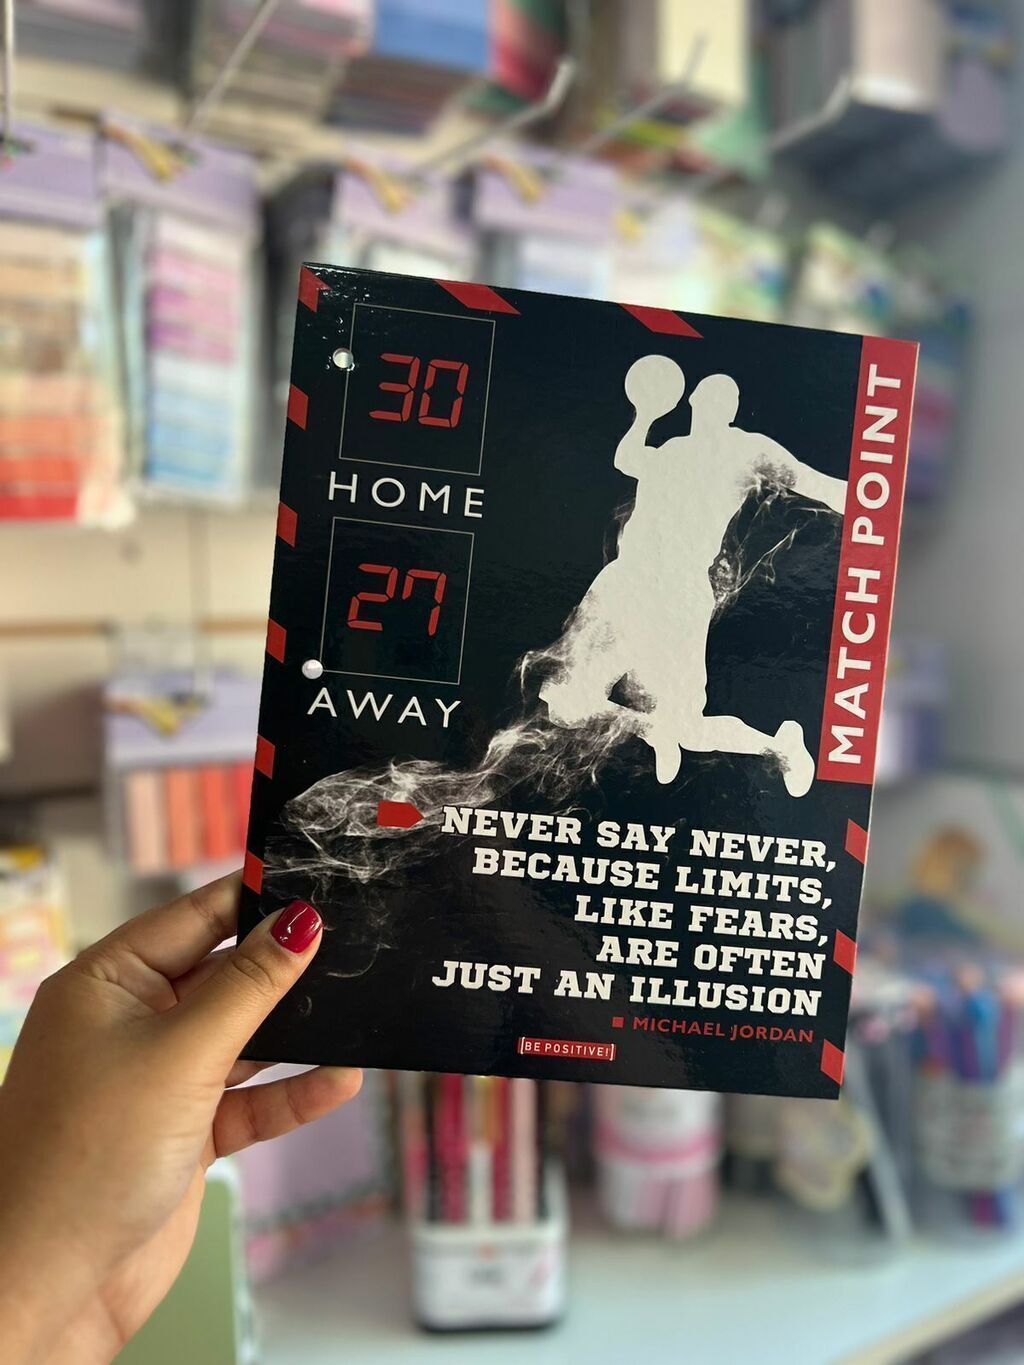 30
HOME
27
AWAY
MATCH POINT
NEVER SAY NEVER,
BECAUSE LIMITS,
LIKE FEARS,
ARE OFTEN
JUST AN ILLUSION
MICHAEL JORDAN
[BE POSITIVE!]